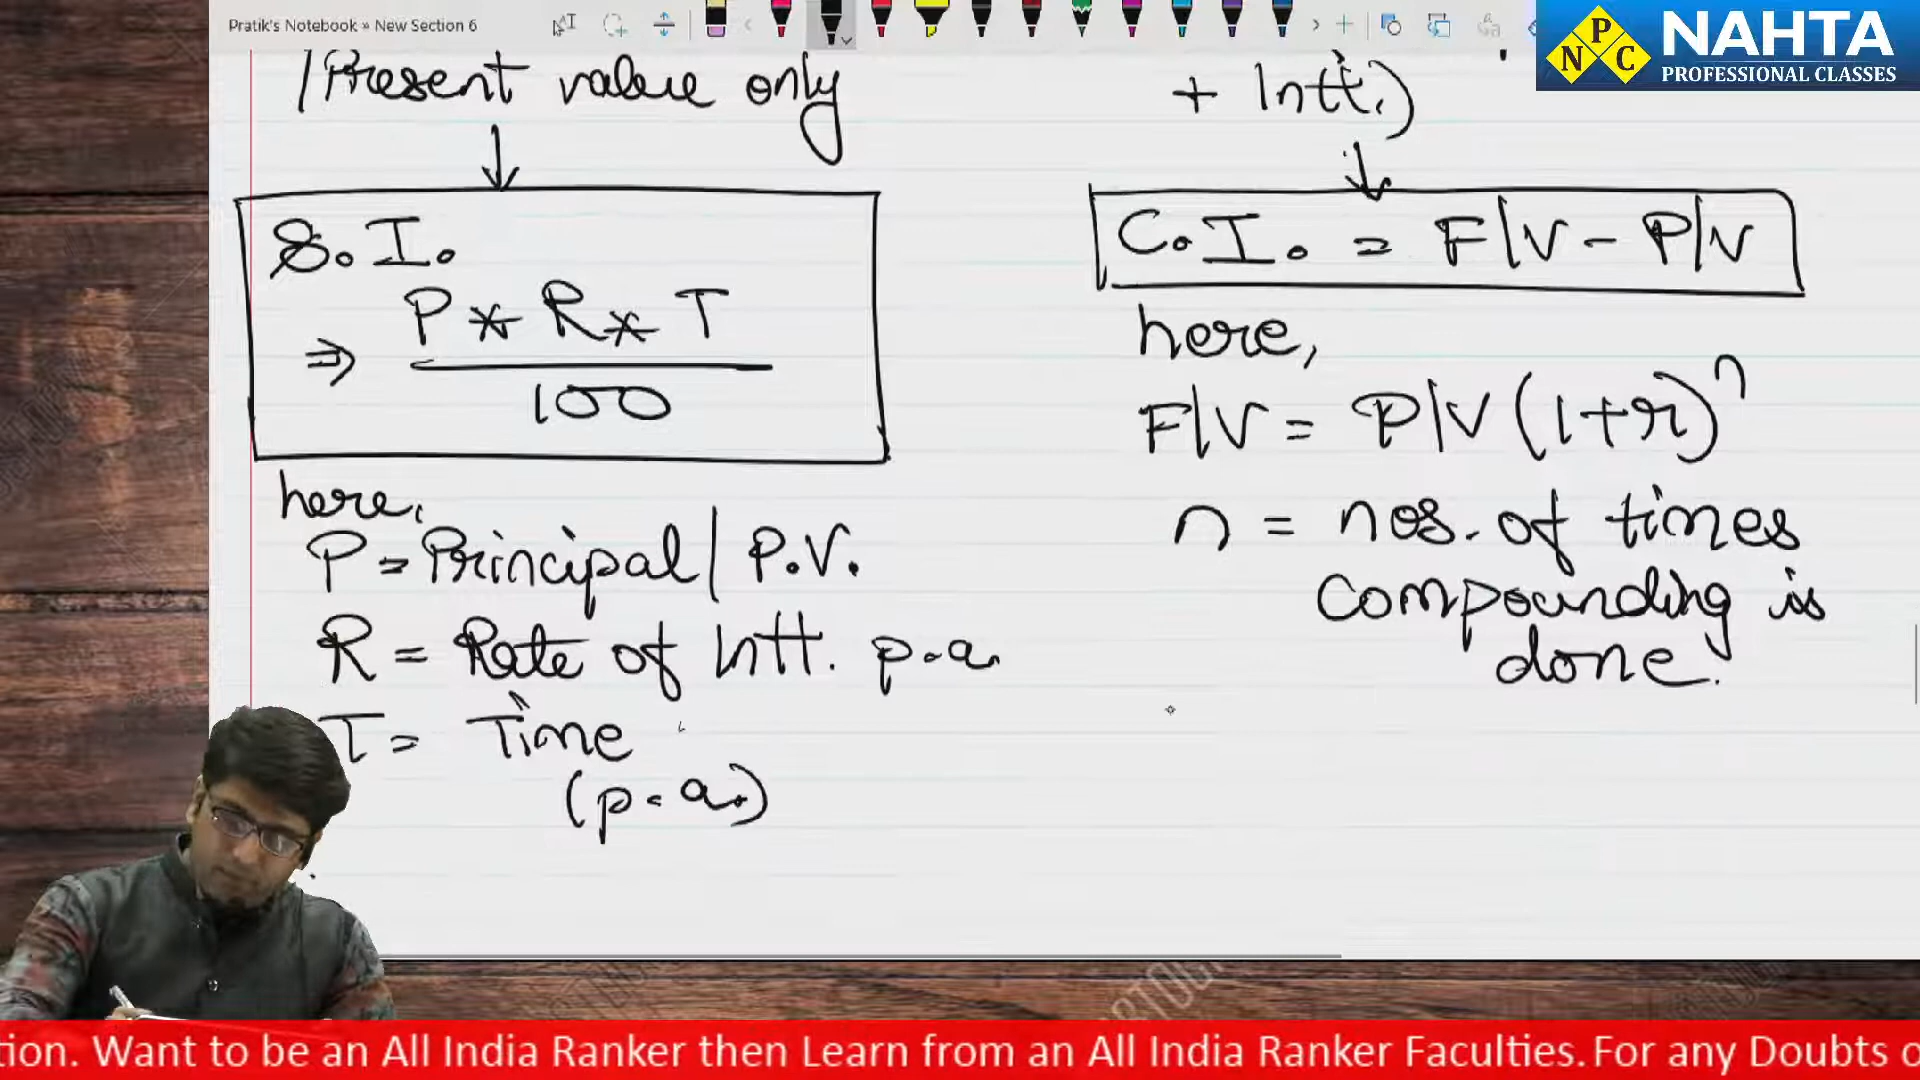 Pratik's Notebook » New Section 6
NPC
NAHTA
PROFESSIONAL CLASSES
/Present value only
+ Intt.)
S.I.
⇒ P * R * T
100
here,
P = Principal / P.V.
R = Rate of Intt. p.a.
T = Time
(p.a.)
C.I. = F/V - P/V
here,
F/V = P/V (1+r)^n
n = nos. of times
compounding is
done.
tion. Want to be an All India Ranker then Learn from an All India Ranker Faculties.For any Doubts o